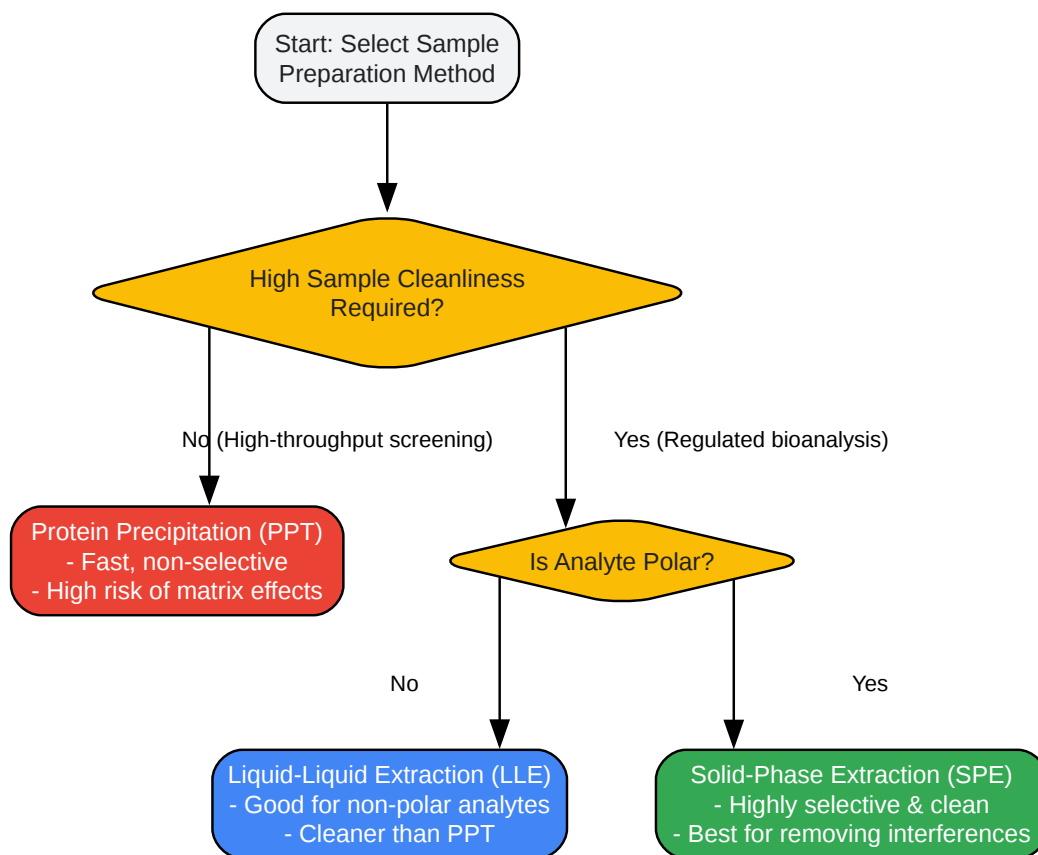 Start: Select Sample
Preparation Method
High Sample Cleanliness
Required?
No (High-throughput screening)
Yes (Regulated bioanalysis)
Protein Precipitation (PPT)
- Fast, non-selective
- High risk of matrix effects
Is Analyte Polar?
No
Yes
Liquid-Liquid Extraction (LLE)
- Good for non-polar analytes
- Cleaner than PPT
Solid-Phase Extraction (SPE)
- Highly selective & clean
- Best for removing interferences